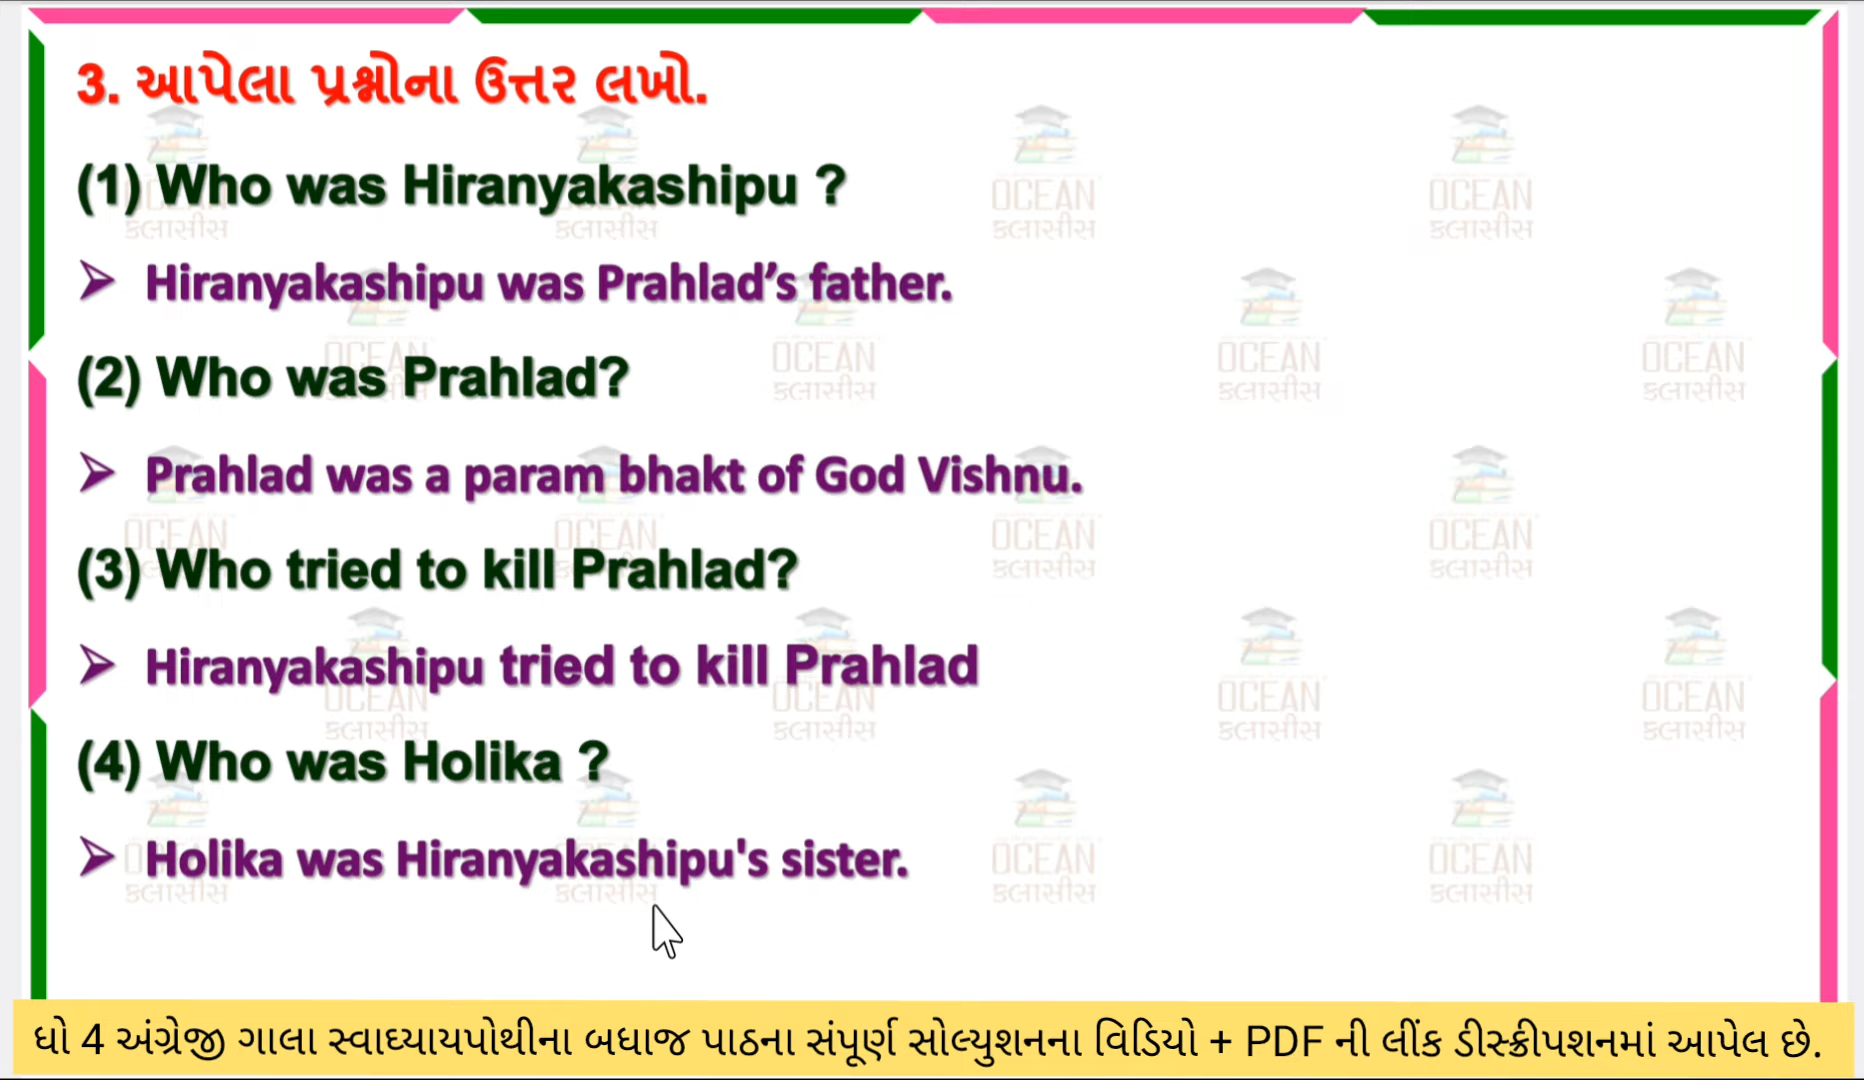 3. આપેલા પ્રશ્નોના ઉત્તર લખો.
(1) Who was Hiranyakashipu ?
➢ Hiranyakashipu was Prahlad’s father.
(2) Who was Prahlad?
➢ Prahlad was a param bhakt of God Vishnu.
(3) Who tried to kill Prahlad?
➢ Hiranyakashipu tried to kill Prahlad
(4) Who was Holika ?
➢ Holika was Hiranyakashipu's sister.
OCEAN
ક્લાસીસ
ધો 4 અંગ્રેજી ગાલા સ્વાધ્યાયપોથીના બધાજ પાઠના સંપૂર્ણ સોલ્યુશનના વિડિયો + PDF ની લીંક ડીસ્ક્રીપશનમાં આપેલ છે.